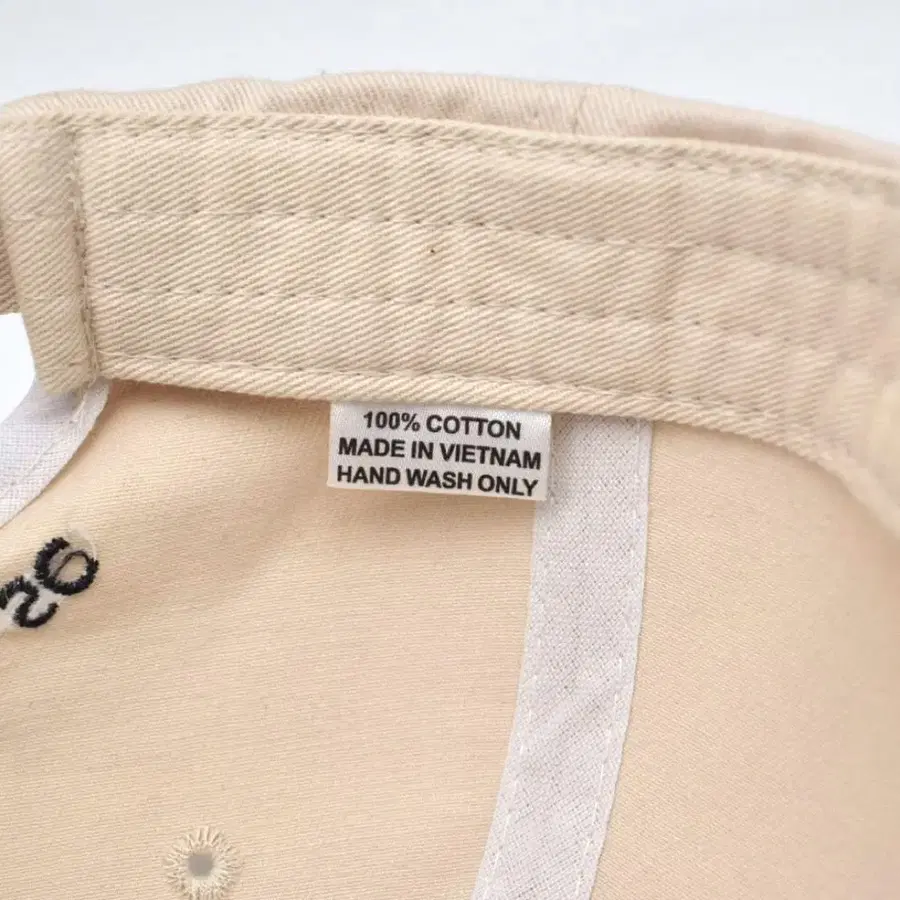 100% COTTON
MADE IN VIETNAM
HAND WASH ONLY